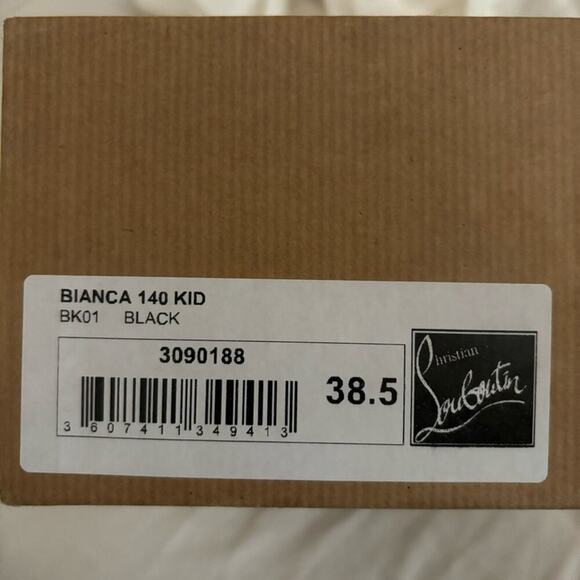 BIANCA 140 KID
BK01 BLACK
3090188
38.5
3 607411 349413
Christian
Louboutin